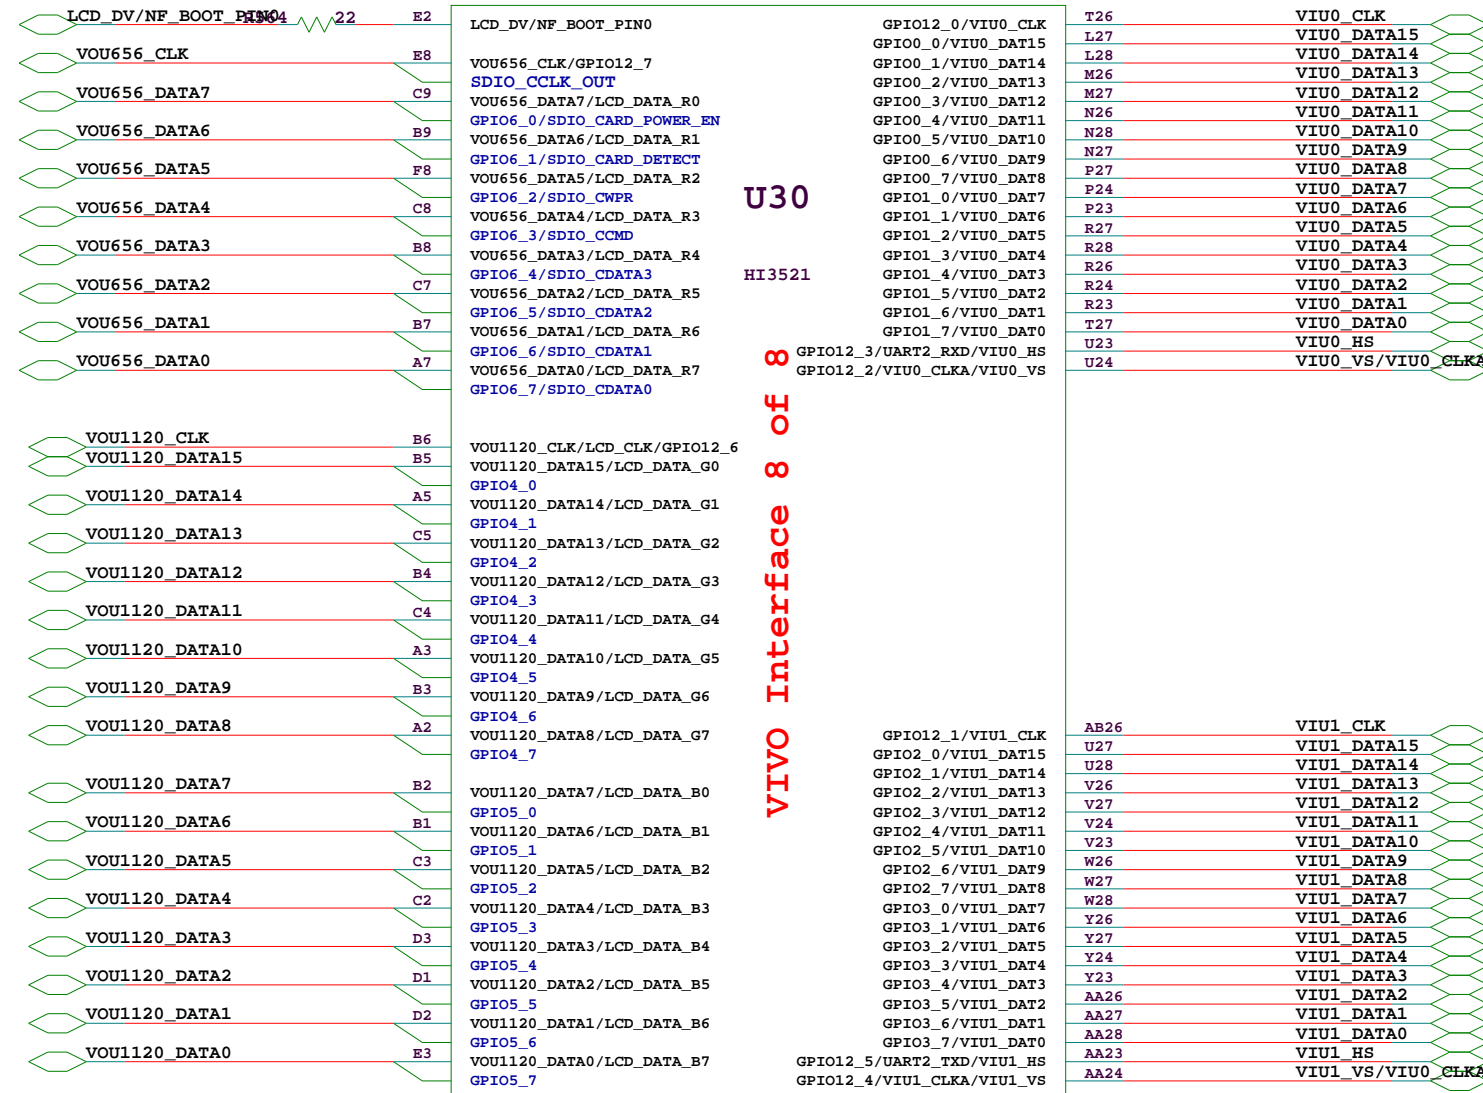 LCD_DV/NF_BOOT_PIN0 R564 22 E2 LCD_DV/NF_BOOT_PIN0
VOU656_CLK E8 VOU656_CLK/GPIO12_7
SDIO_CCLK_OUT
VOU656_DATA7 C9 VOU656_DATA7/LCD_DATA_R0
GPIO6_0/SDIO_CARD_POWER_EN
VOU656_DATA6 B9 VOU656_DATA6/LCD_DATA_R1
GPIO6_1/SDIO_CARD_DETECT
VOU656_DATA5 F8 VOU656_DATA5/LCD_DATA_R2
GPIO6_2/SDIO_CWPR
VOU656_DATA4 C8 VOU656_DATA4/LCD_DATA_R3
GPIO6_3/SDIO_CCMD
VOU656_DATA3 B8 VOU656_DATA3/LCD_DATA_R4
GPIO6_4/SDIO_CDATA3
VOU656_DATA2 C7 VOU656_DATA2/LCD_DATA_R5
GPIO6_5/SDIO_CDATA2
VOU656_DATA1 B7 VOU656_DATA1/LCD_DATA_R6
GPIO6_6/SDIO_CDATA1
VOU656_DATA0 A7 VOU656_DATA0/LCD_DATA_R7
GPIO6_7/SDIO_CDATA0
VOU1120_CLK B6 VOU1120_CLK/LCD_CLK/GPIO12_6
VOU1120_DATA15 B5 VOU1120_DATA15/LCD_DATA_G0
GPIO4_0
VOU1120_DATA14 A5 VOU1120_DATA14/LCD_DATA_G1
GPIO4_1
VOU1120_DATA13 C5 VOU1120_DATA13/LCD_DATA_G2
GPIO4_2
VOU1120_DATA12 B4 VOU1120_DATA12/LCD_DATA_G3
GPIO4_3
VOU1120_DATA11 C4 VOU1120_DATA11/LCD_DATA_G4
GPIO4_4
VOU1120_DATA10 A3 VOU1120_DATA10/LCD_DATA_G5
GPIO4_5
VOU1120_DATA9 B3 VOU1120_DATA9/LCD_DATA_G6
GPIO4_6
VOU1120_DATA8 A2 VOU1120_DATA8/LCD_DATA_G7
GPIO4_7
VOU1120_DATA7 B2 VOU1120_DATA7/LCD_DATA_B0
GPIO5_0
VOU1120_DATA6 B1 VOU1120_DATA6/LCD_DATA_B1
GPIO5_1
VOU1120_DATA5 C3 VOU1120_DATA5/LCD_DATA_B2
GPIO5_2
VOU1120_DATA4 C2 VOU1120_DATA4/LCD_DATA_B3
GPIO5_3
VOU1120_DATA3 D3 VOU1120_DATA3/LCD_DATA_B4
GPIO5_4
VOU1120_DATA2 D1 VOU1120_DATA2/LCD_DATA_B5
GPIO5_5
VOU1120_DATA1 D2 VOU1120_DATA1/LCD_DATA_B6
GPIO5_6
VOU1120_DATA0 E3 VOU1120_DATA0/LCD_DATA_B7
GPIO5_7
U30
HI3521
VIVO Interface 8 of 8
GPIO12_0/VIU0_CLK T26 VIU0_CLK
GPIO0_0/VIU0_DAT15 L27 VIU0_DATA15
GPIO0_1/VIU0_DAT14 L28 VIU0_DATA14
GPIO0_2/VIU0_DAT13 M26 VIU0_DATA13
GPIO0_3/VIU0_DAT12 M27 VIU0_DATA12
GPIO0_4/VIU0_DAT11 N26 VIU0_DATA11
GPIO0_5/VIU0_DAT10 N28 VIU0_DATA10
GPIO0_6/VIU0_DAT9 N27 VIU0_DATA9
GPIO0_7/VIU0_DAT8 P27 VIU0_DATA8
GPIO1_0/VIU0_DAT7 P24 VIU0_DATA7
GPIO1_1/VIU0_DAT6 P23 VIU0_DATA6
GPIO1_2/VIU0_DAT5 R27 VIU0_DATA5
GPIO1_3/VIU0_DAT4 R28 VIU0_DATA4
GPIO1_4/VIU0_DAT3 R26 VIU0_DATA3
GPIO1_5/VIU0_DAT2 R24 VIU0_DATA2
GPIO1_6/VIU0_DAT1 R23 VIU0_DATA1
GPIO1_7/VIU0_DAT0 T27 VIU0_DATA0
GPIO12_3/UART2_RXD/VIU0_HS U23 VIU0_HS
GPIO12_2/VIU0_CLKA/VIU0_VS U24 VIU0_VS/VIU0_CLKA
GPIO12_1/VIU1_CLK AB26 VIU1_CLK
GPIO2_0/VIU1_DAT15 U27 VIU1_DATA15
GPIO2_1/VIU1_DAT14 U28 VIU1_DATA14
GPIO2_2/VIU1_DAT13 V26 VIU1_DATA13
GPIO2_3/VIU1_DAT12 V27 VIU1_DATA12
GPIO2_4/VIU1_DAT11 V24 VIU1_DATA11
GPIO2_5/VIU1_DAT10 V23 VIU1_DATA10
GPIO2_6/VIU1_DAT9 W26 VIU1_DATA9
GPIO2_7/VIU1_DAT8 W27 VIU1_DATA8
GPIO3_0/VIU1_DAT7 W28 VIU1_DATA7
GPIO3_1/VIU1_DAT6 Y26 VIU1_DATA6
GPIO3_2/VIU1_DAT5 Y27 VIU1_DATA5
GPIO3_3/VIU1_DAT4 Y24 VIU1_DATA4
GPIO3_4/VIU1_DAT3 Y23 VIU1_DATA3
GPIO3_5/VIU1_DAT2 AA26 VIU1_DATA2
GPIO3_6/VIU1_DAT1 AA27 VIU1_DATA1
GPIO3_7/VIU1_DAT0 AA28 VIU1_DATA0
GPIO12_5/UART2_TXD/VIU1_HS AA23 VIU1_HS
GPIO12_4/VIU1_CLKA/VIU1_VS AA24 VIU1_VS/VIU0_CLKA